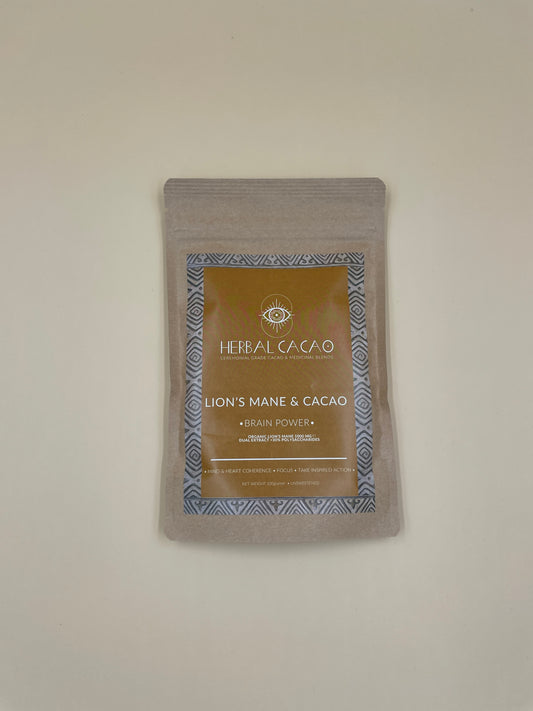 HERBAL CACAO
CEREMONIAL GRADE CACAO & MEDICINAL BLENDS
LION'S MANE & CACAO
•BRAIN POWER•
ORGANIC LION'S MANE 1000 MG
DUAL EXTRACT >30% POLYSACCHARIDES
• MIND & HEART COHERENCE • FOCUS • TAKE INSPIRED ACTION •
NET WEIGHT • UNSWEETENED